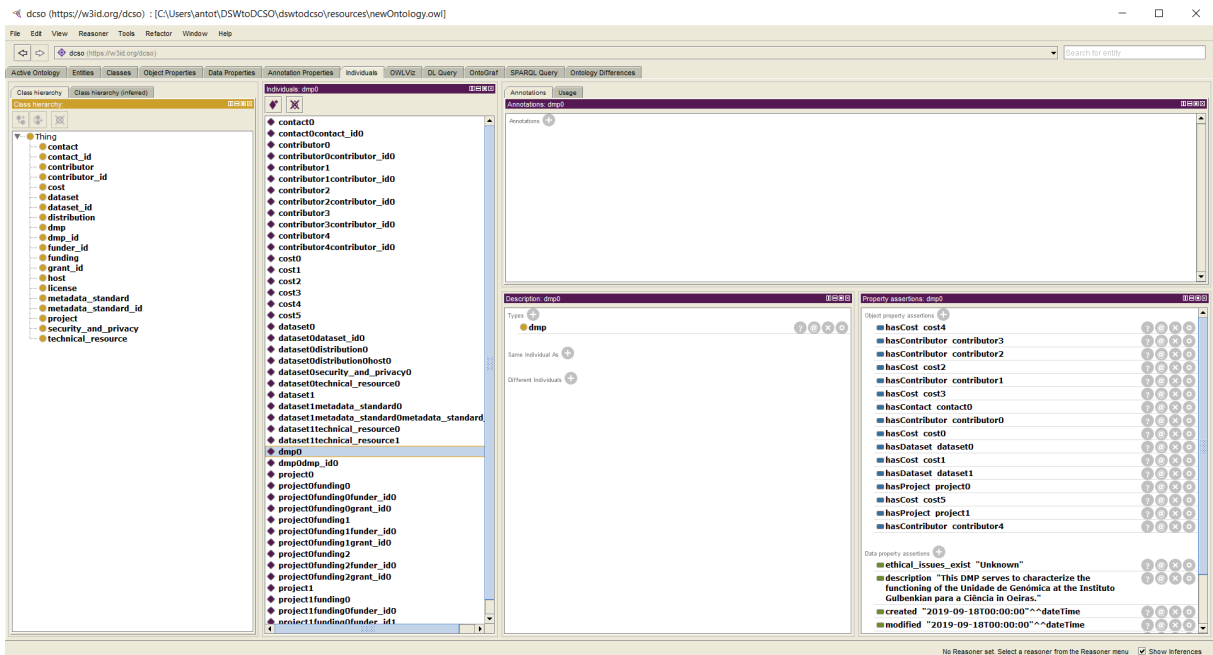 dcso (https://w3id.org/dcso) : [C:\Users\antot\DSWtoDCSO\dswtodcso\resources\newOntology.owl]
File Edit View Reasoner Tools Refactor Window Help
dcso (https://w3id.org/dcso)
Search for entity
Active Ontology Entities Classes Object Properties Data Properties Annotation Properties Individuals OWLViz DL Query OntoGraf SPARQL Query Ontology Differences
Class hierarchy Class hierarchy (inferred)
Class hierarchy:
Thing
contact
contact_id
contributor
contributor_id
cost
dataset
dataset_id
distribution
dmp
dmp_id
funder_id
funding
grant_id
host
license
metadata_standard
metadata_standard_id
project
security_and_privacy
technical_resource
Individuals: dmp0
contact0
contact0contact_id0
contributor0
contributor0contributor_id0
contributor1
contributor1contributor_id0
contributor2
contributor2contributor_id0
contributor3
contributor3contributor_id0
contributor4
contributor4contributor_id0
cost0
cost1
cost2
cost3
cost4
cost5
dataset0
dataset0dataset_id0
dataset0distribution0
dataset0distribution0host0
dataset0security_and_privacy0
dataset0technical_resource0
dataset1
dataset1metadata_standard0
dataset1metadata_standard0metadata_standard_
dataset1technical_resource0
dataset1technical_resource1
dmp0
dmp0dmp_id0
project0
project0funding0
project0funding0funder_id0
project0funding0grant_id0
project0funding1
project0funding1funder_id0
project0funding1grant_id0
project0funding2
project0funding2funder_id0
project0funding2grant_id0
project1
project1funding0
project1funding0funder_id0
project1funding0funder_id1
Annotations Usage
Annotations: dmp0
Annotations
Description: dmp0
Types
dmp
Same Individual As
Different Individuals
Property assertions: dmp0
Object property assertions
hasCost cost4
hasContributor contributor3
hasContributor contributor2
hasCost cost2
hasContributor contributor1
hasCost cost3
hasContact contact0
hasContributor contributor0
hasCost cost0
hasDataset dataset0
hasCost cost1
hasDataset dataset1
hasProject project0
hasCost cost5
hasProject project1
hasContributor contributor4
Data property assertions
ethical_issues_exist "Unknown"
description "This DMP serves to characterize the
functioning of the Unidade de Genómica at the Instituto
Gulbenkian para a Ciência in Oeiras."
created "2019-09-18T00:00:00"^^dateTime
modified "2019-09-18T00:00:00"^^dateTime
No Reasoner set. Select a reasoner from the Reasoner menu Show Inferences